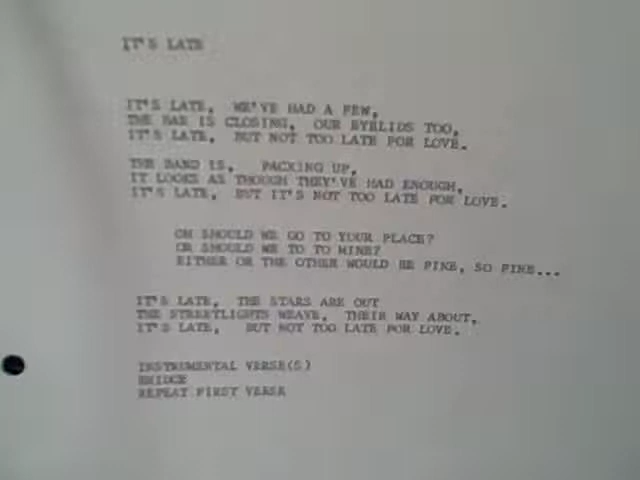 IT'S LATE
IT'S LATE, WE'VE HAD A FEW,
THE BAR IS CLOSING, OUR EYELIDS TOO,
IT'S LATE, BUT NOT TOO LATE FOR LOVE.
THE BAND IS, PACKING UP,
IT LOOKS AS THOUGH THEY'VE HAD ENOUGH,
IT'S LATE, BUT IT'S NOT TOO LATE FOR LOVE.
OH SHOULD WE GO TO YOUR PLACE?
OR SHOULD WE TO TO MINE?
EITHER OR THE OTHER WOULD BE FINE, SO FINE...
IT'S LATE, THE STARS ARE OUT
THE STREETLIGHTS WEAVE, THEIR WAY ABOUT,
IT'S LATE, BUT NOT TOO LATE FOR LOVE.
INSTRUMENTAL VERSE(S)
BRIDGE
REPEAT FIRST VERSE